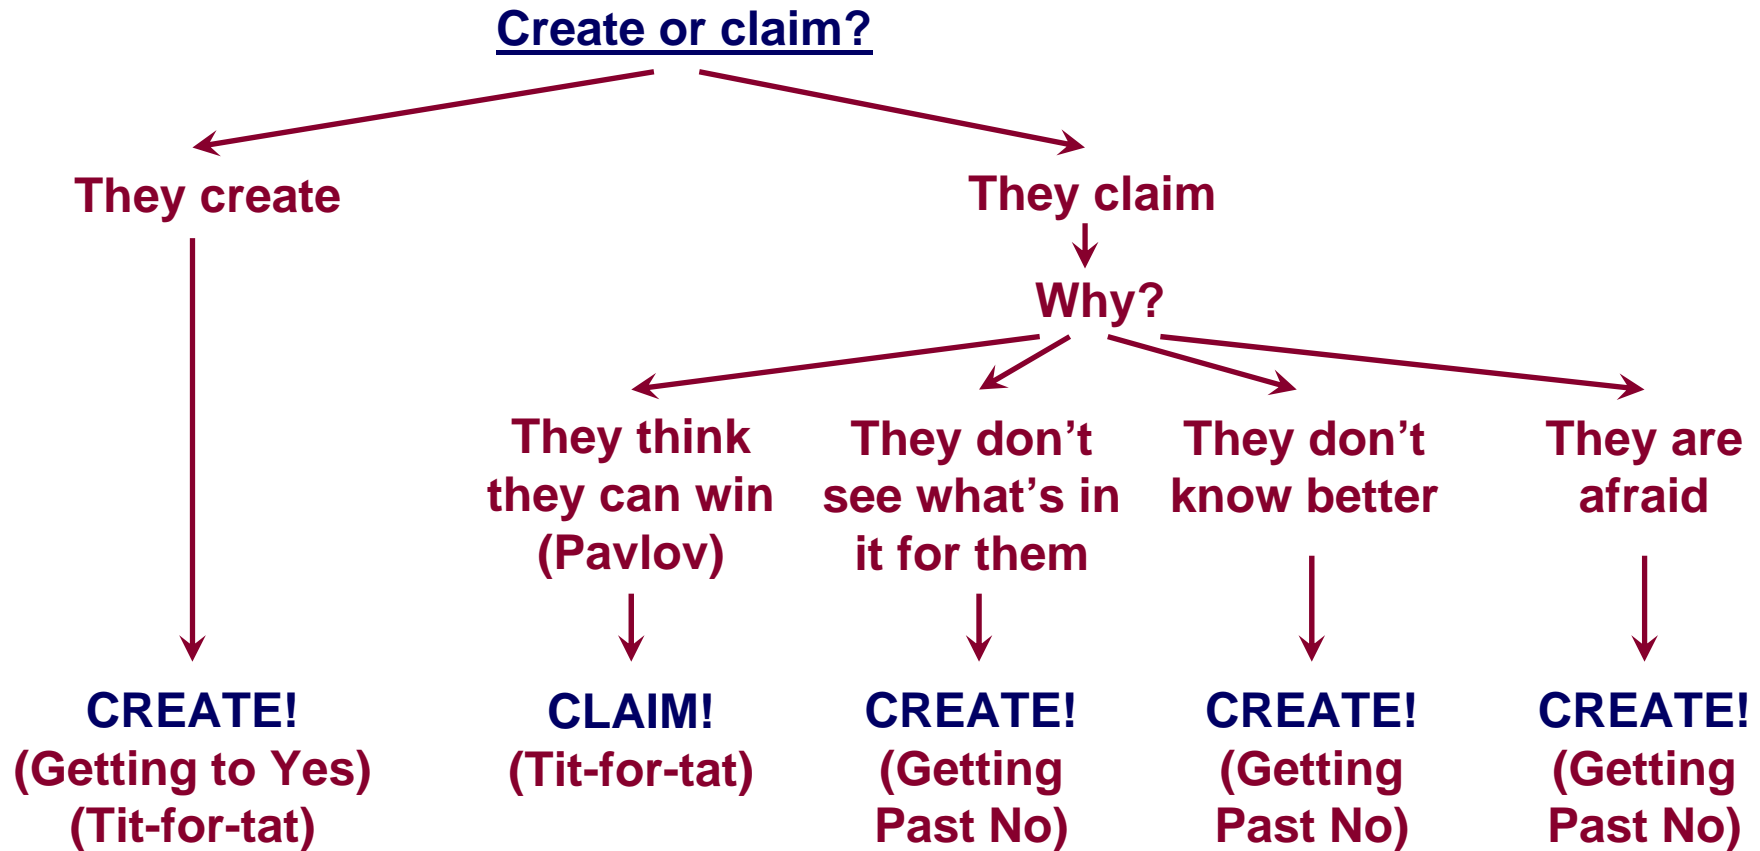 Create or claim?
They create
They claim
Why?
They think
they can win
(Pavlov)
They don’t
see what’s in
it for them
They don’t
know better
They are
afraid
CREATE!
(Getting to Yes)
(Tit-for-tat)
CLAIM!
(Tit-for-tat)
CREATE!
(Getting
Past No)
CREATE!
(Getting
Past No)
CREATE!
(Getting
Past No)